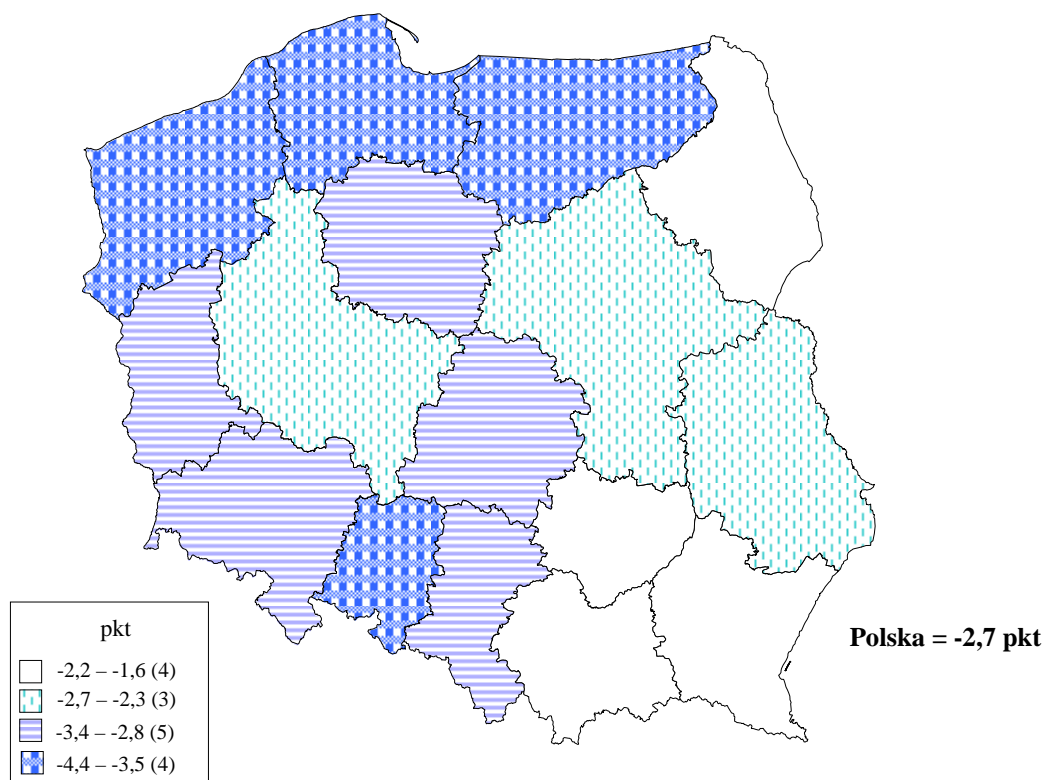 pkt
-2,2 – -1,6 (4)
-2,7 – -2,3 (3)
-3,4 – -2,8 (5)
-4,4 – -3,5 (4)
Polska = -2,7 pkt